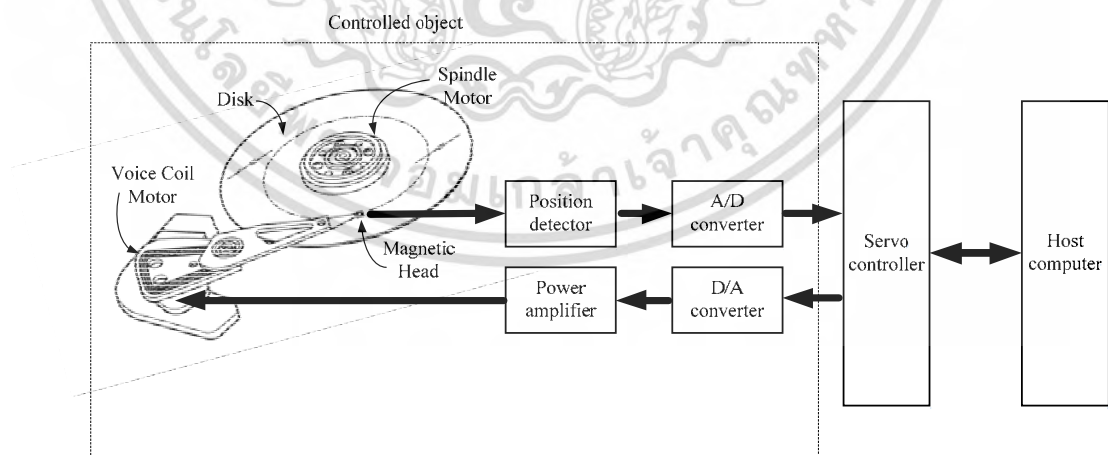 Controlled object
Spindle
Motor
Disk
Voice Coil
Motor
Magnetic
Head
Position
detector
A/D
converter
Power
amplifier
D/A
converter
Servo
controller
Host
computer